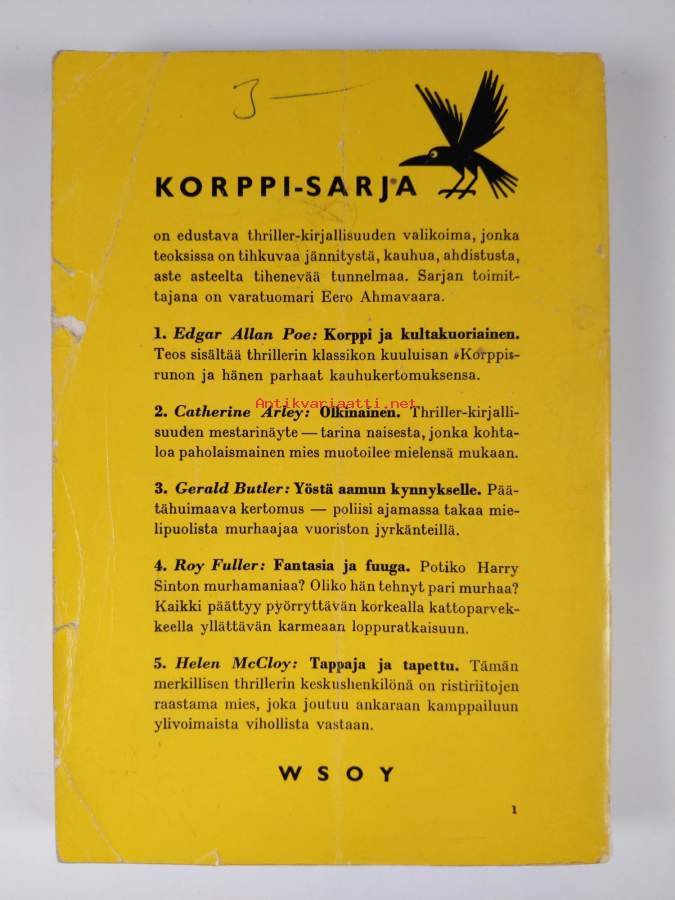 3—
KORPPI-SARJA
on edustava thriller-kirjallisuuden valikoima, jonka
teoksissa on tihkuvaa jännitystä, kauhua, ahdistusta,
aste asteelta tihenevää tunnelmaa. Sarjan toimit-
tajana on varatuomari Eero Ahmavaara.
1. Edgar Allan Poe: Korppi ja kultakuoriainen.
Teos sisältää thrillerin klassikon kuuluisan »Korppi»-
runon ja hänen parhaat kauhukertomuksensa.
Antikvariaatti.net
2. Catherine Arley: Olkinainen. Thriller-kirjalli-
suuden mestarinäyte — tarina naisesta, jonka kohta-
loa paholaismainen mies muotoilee mielensä mukaan.
3. Gerald Butler: Yöstä aamun kynnykselle. Pää-
tähuimaava kertomus — poliisi ajamassa takaa mie-
lipuolista murhaajaa vuoriston jyrkänteillä.
4. Roy Fuller: Fantasia ja fuuga. Potiko Harry
Sinton murhamaniaa? Oliko hän tehnyt pari murhaa?
Kaikki päättyy pyörryttävän korkealla kattoparvek-
keella yllättävän karmeaan loppuratkaisuun.
5. Helen McCloy: Tappaja ja tapettu. Tämän
merkillisen thrillerin keskushenkilönä on ristiriitojen
raastama mies, joka joutuu ankaraan kamppailuun
ylivoimaista vihollista vastaan.
WSOY
1